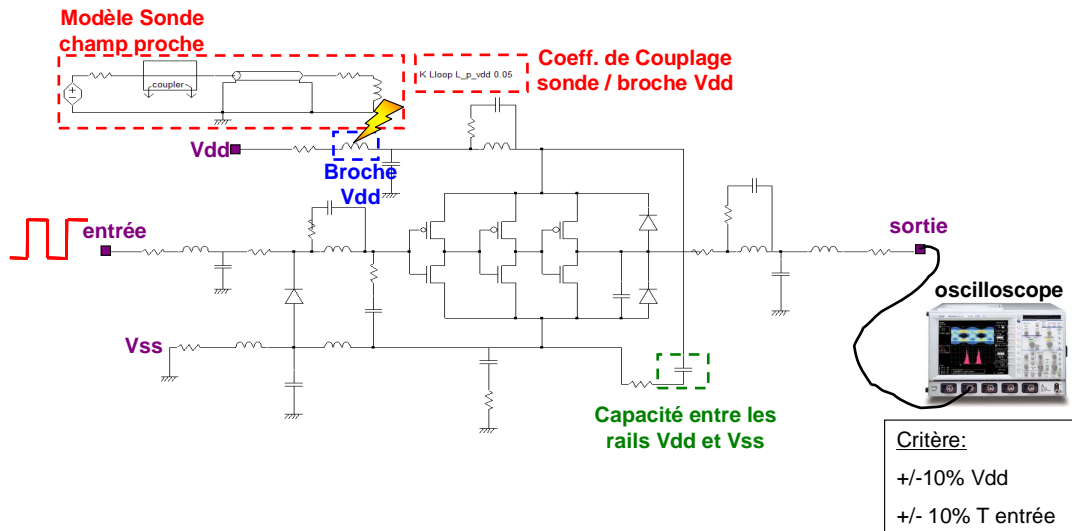 Modèle Sonde
champ proche
coupler
K Lloop L_p_vdd 0.05
Coeff. de Couplage
sonde / broche Vdd
Vdd
Broche
Vdd
entrée
sortie
oscilloscope
Vss
Capacité entre les
rails Vdd et Vss
Critère:
+/-10% Vdd
+/- 10% T entrée